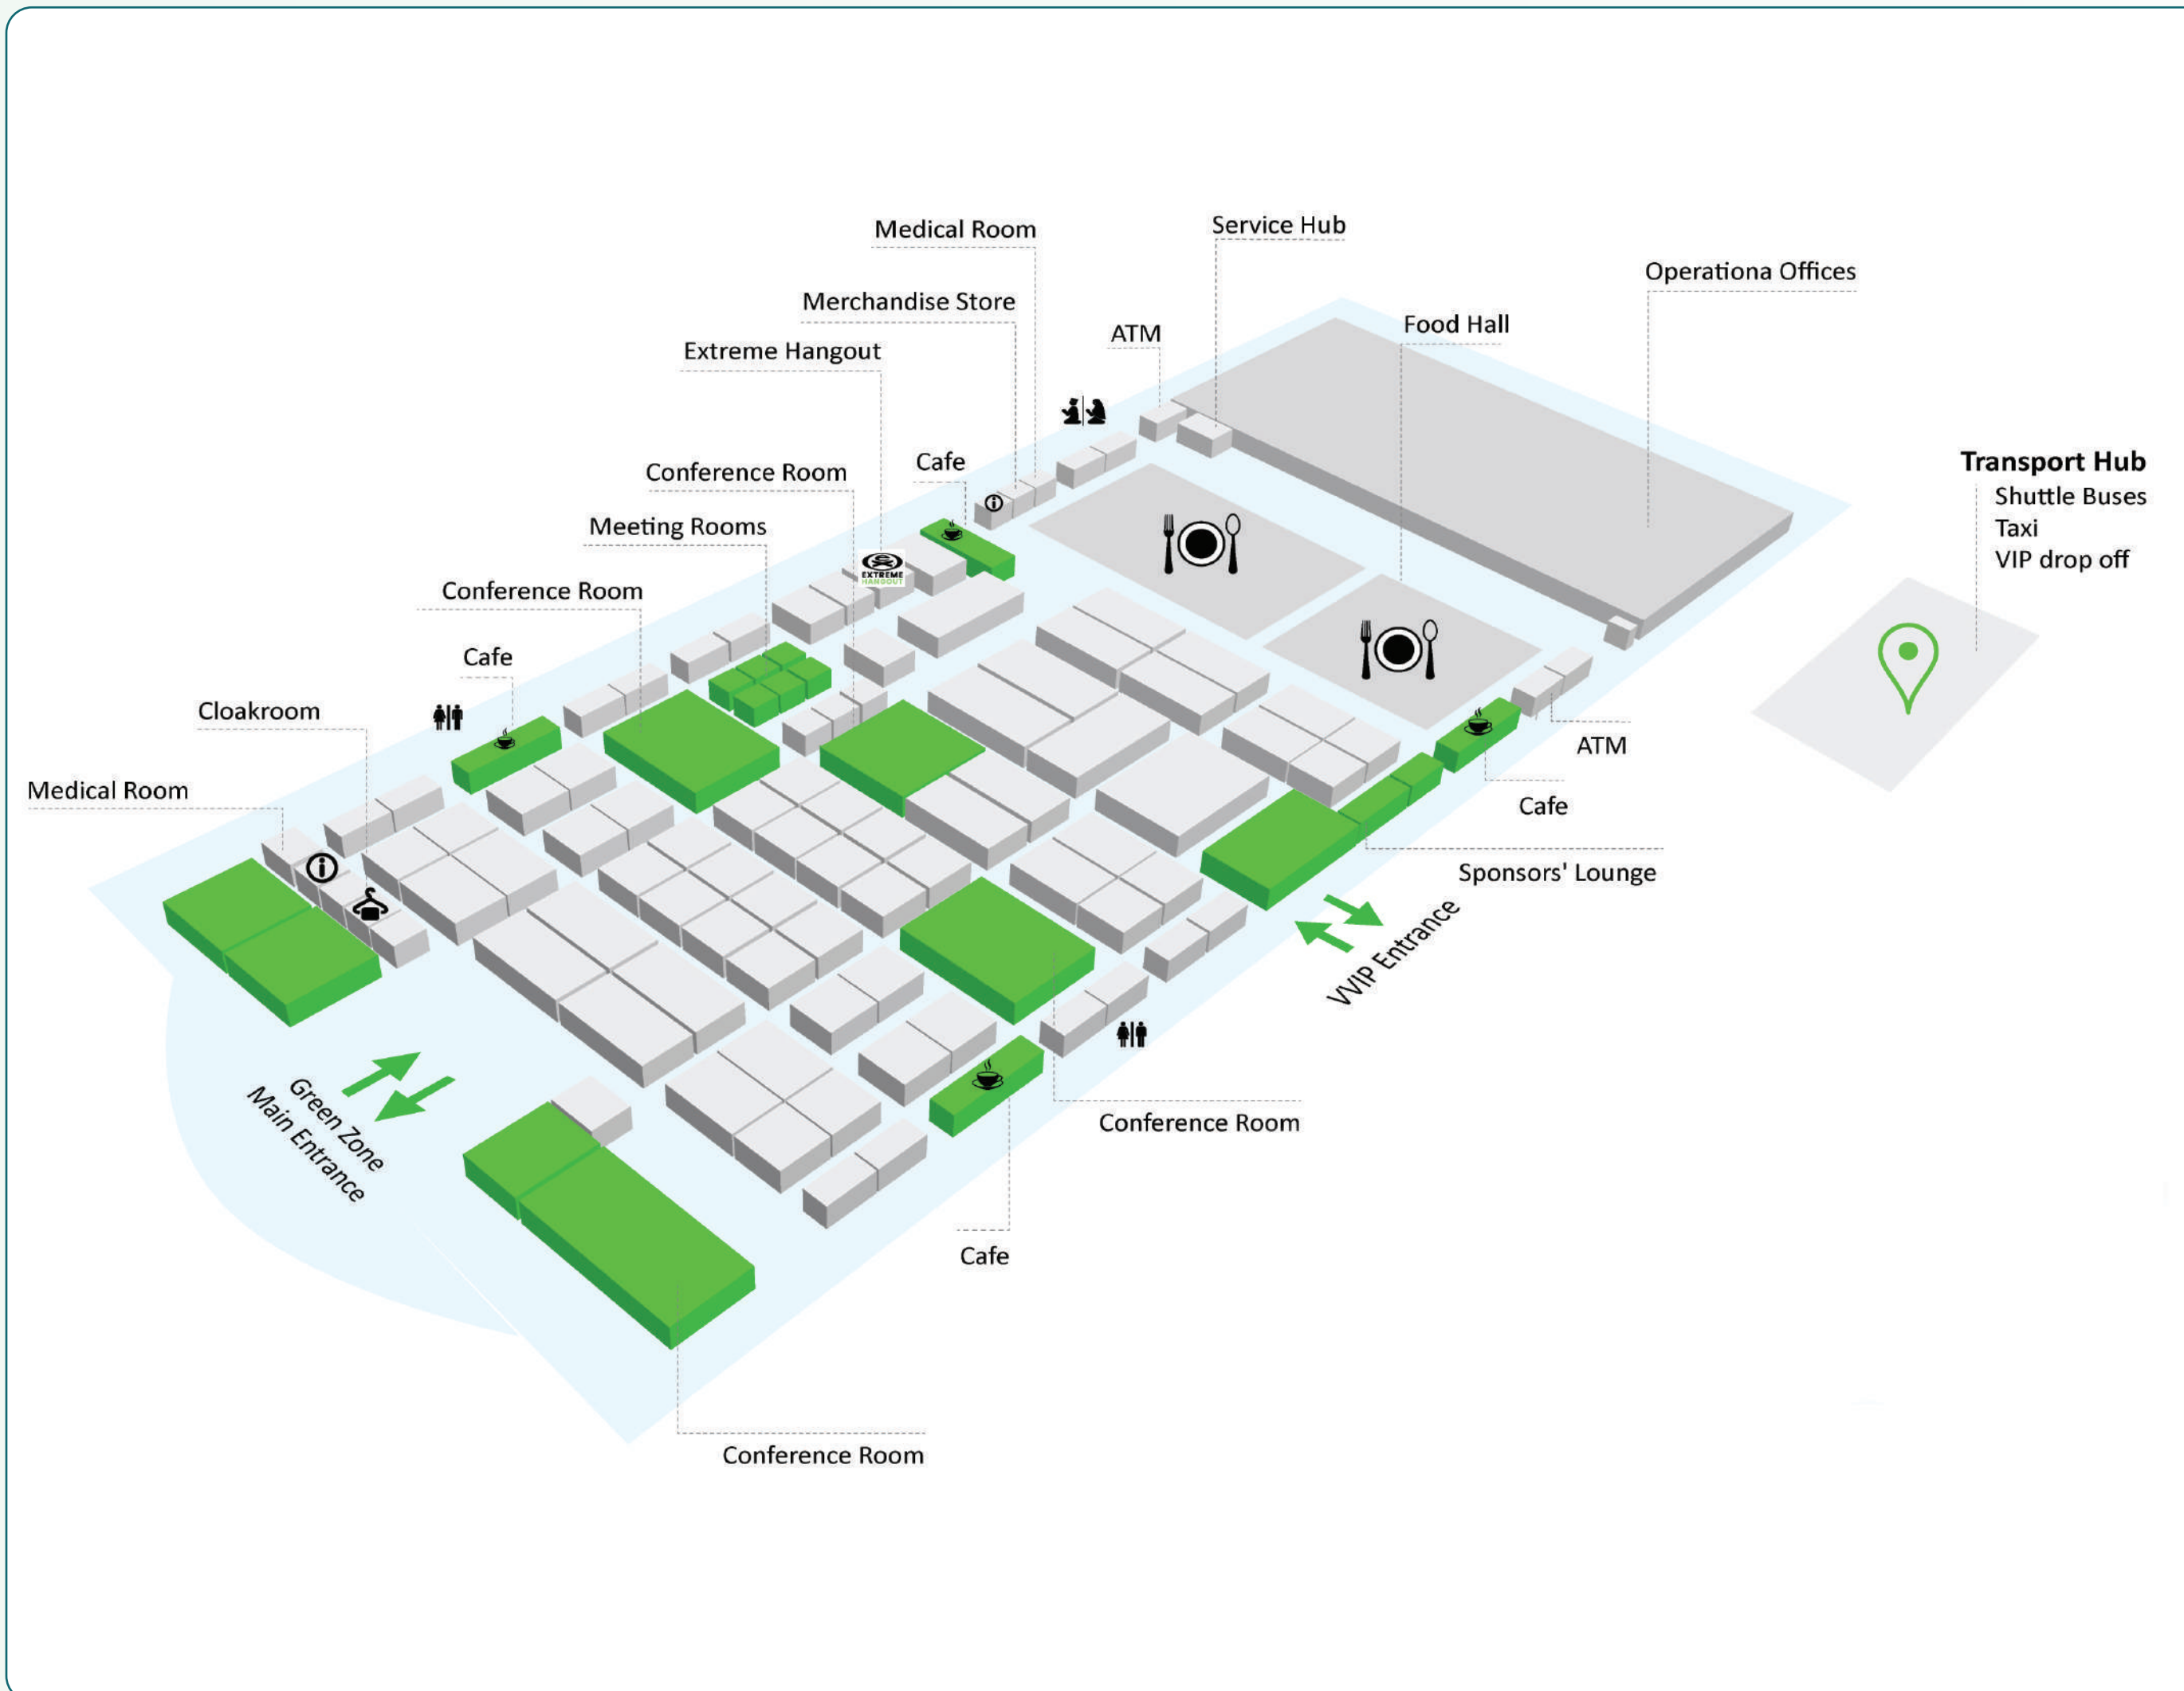 Medical Room
Service Hub
Operationa Offices
Merchandise Store
Food Hall
ATM
Extreme Hangout
Transport Hub
Shuttle Buses
Taxi
VIP drop off
Cafe
Conference Room
Meeting Rooms
EXTREME
HANGOUT
Conference Room
Cafe
Cloakroom
ATM
Medical Room
Cafe
Sponsors' Lounge
VVIP Entrance
Green Zone
Main Entrance
Conference Room
Cafe
Conference Room